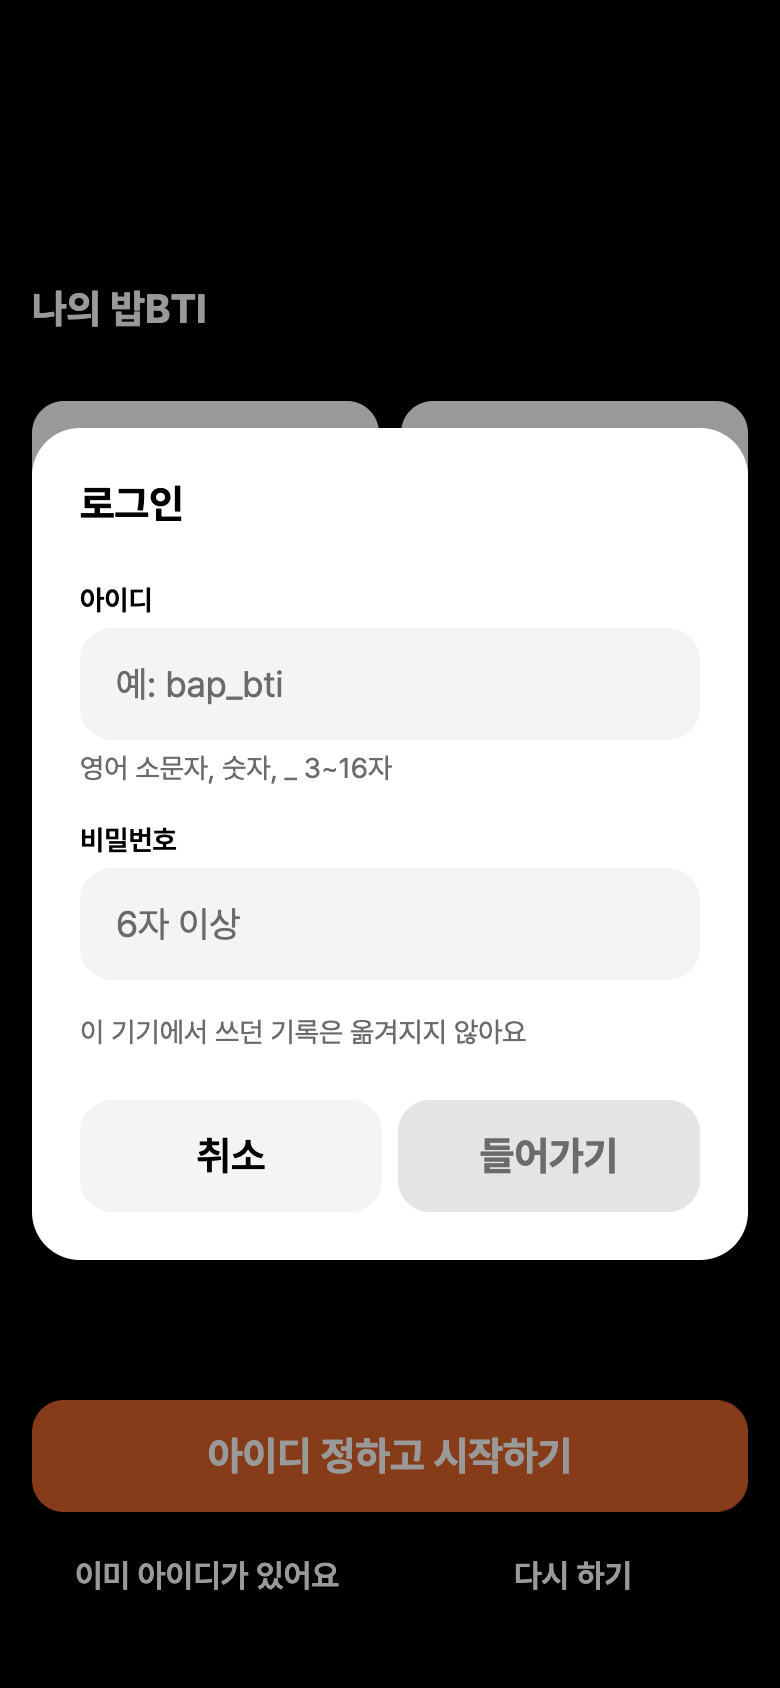 나의 밥BTI
로그인
아이디
예: bap_bti
영어 소문자, 숫자, _ 3~16자
비밀번호
6자 이상
이 기기에서 쓰던 기록은 옮겨지지 않아요
취소 들어가기
아이디 정하고 시작하기
이미 아이디가 있어요 다시 하기